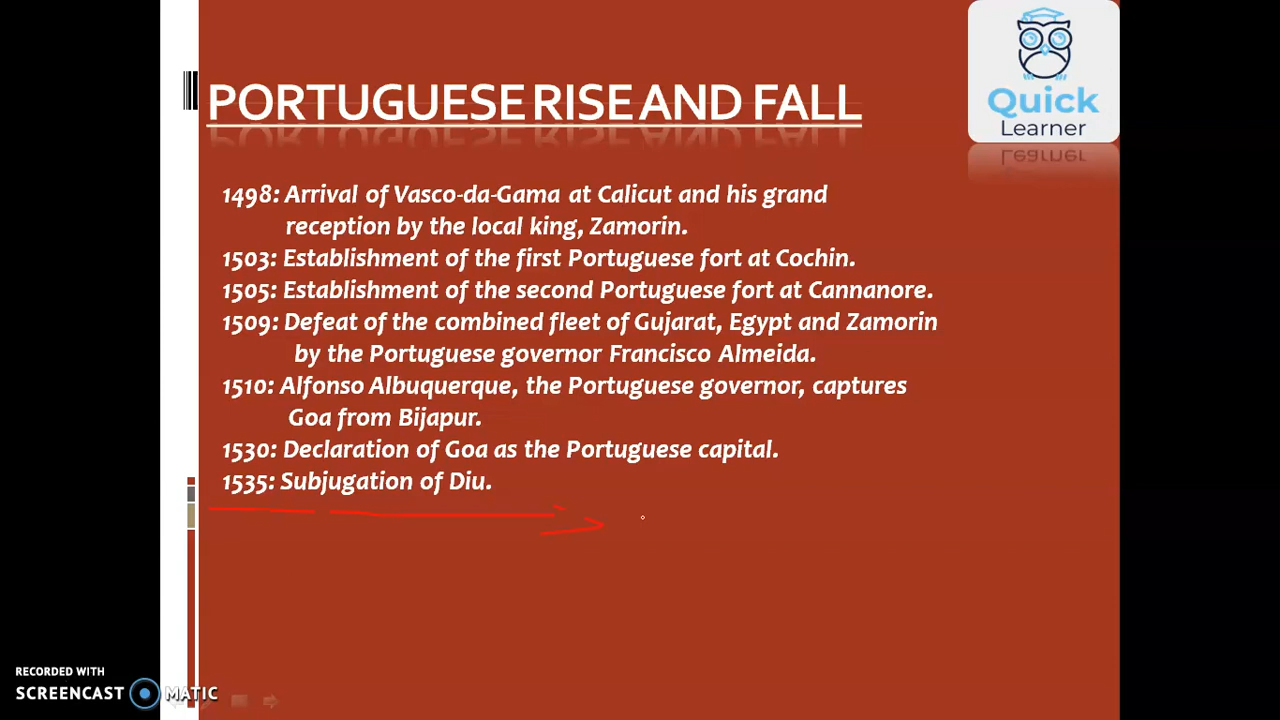 PORTUGUESE RISE AND FALL
Quick
Learner
1498: Arrival of Vasco-da-Gama at Calicut and his grand
reception by the local king, Zamorin.
1503: Establishment of the first Portuguese fort at Cochin.
1505: Establishment of the second Portuguese fort at Cannanore.
1509: Defeat of the combined fleet of Gujarat, Egypt and Zamorin
by the Portuguese governor Francisco Almeida.
1510: Alfonso Albuquerque, the Portuguese governor, captures
Goa from Bijapur.
1530: Declaration of Goa as the Portuguese capital.
1535: Subjugation of Diu.
RECORDED WITH
SCREENCAST MATIC